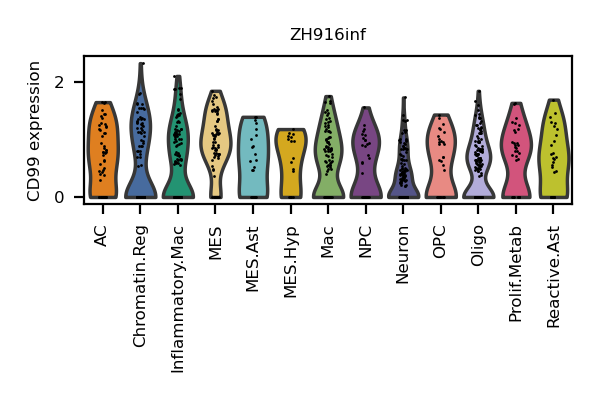 ZH916inf
CD99 expression
2
0
AC
Chromatin.Reg
Inflammatory.Mac
MES
MES.Ast
MES.Hyp
Mac
NPC
Neuron
OPC
Oligo
Prolif.Metab
Reactive.Ast